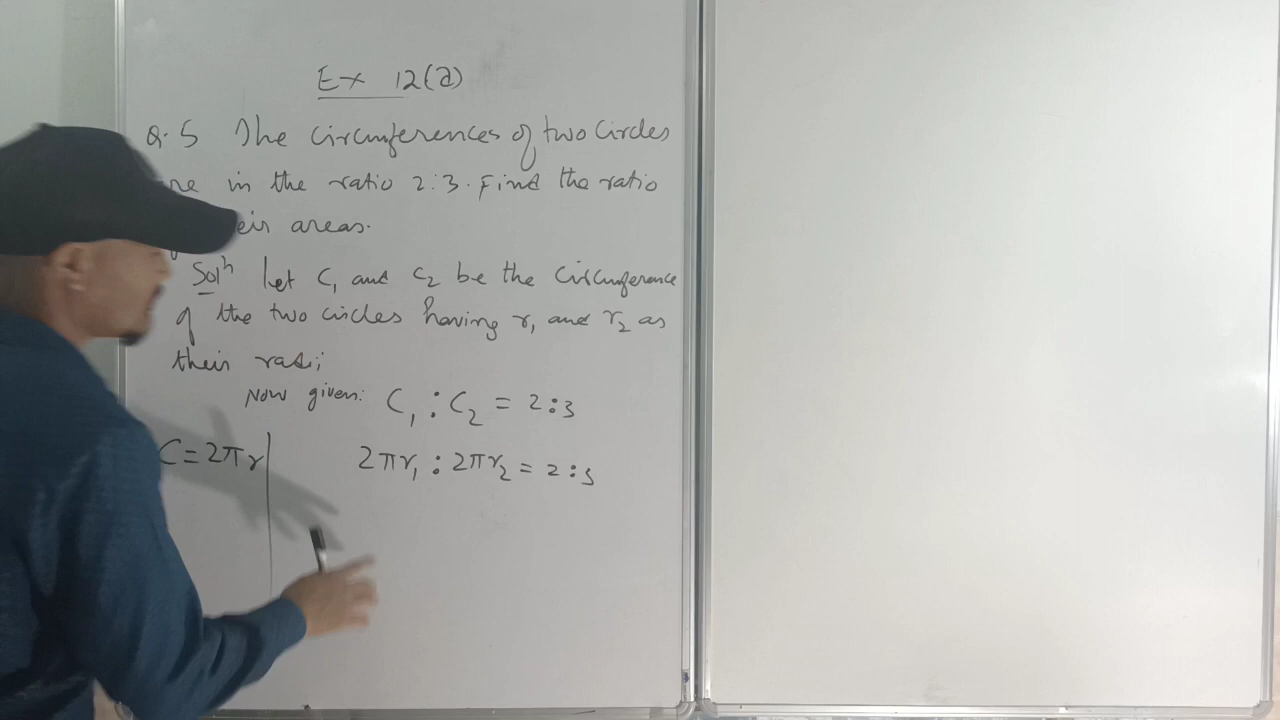 Ex 12(a)
Q.5 The circumferences of two circles
in the ratio 2:3. Find the ratio
areas.
Solⁿ let C₁ and C₂ be the circumference
of the two circles having r₁ and r₂ as
their radii
Now given: C₁ : C₂ = 2:3
C = 2πr
2πr₁ : 2πr₂ = 2:3